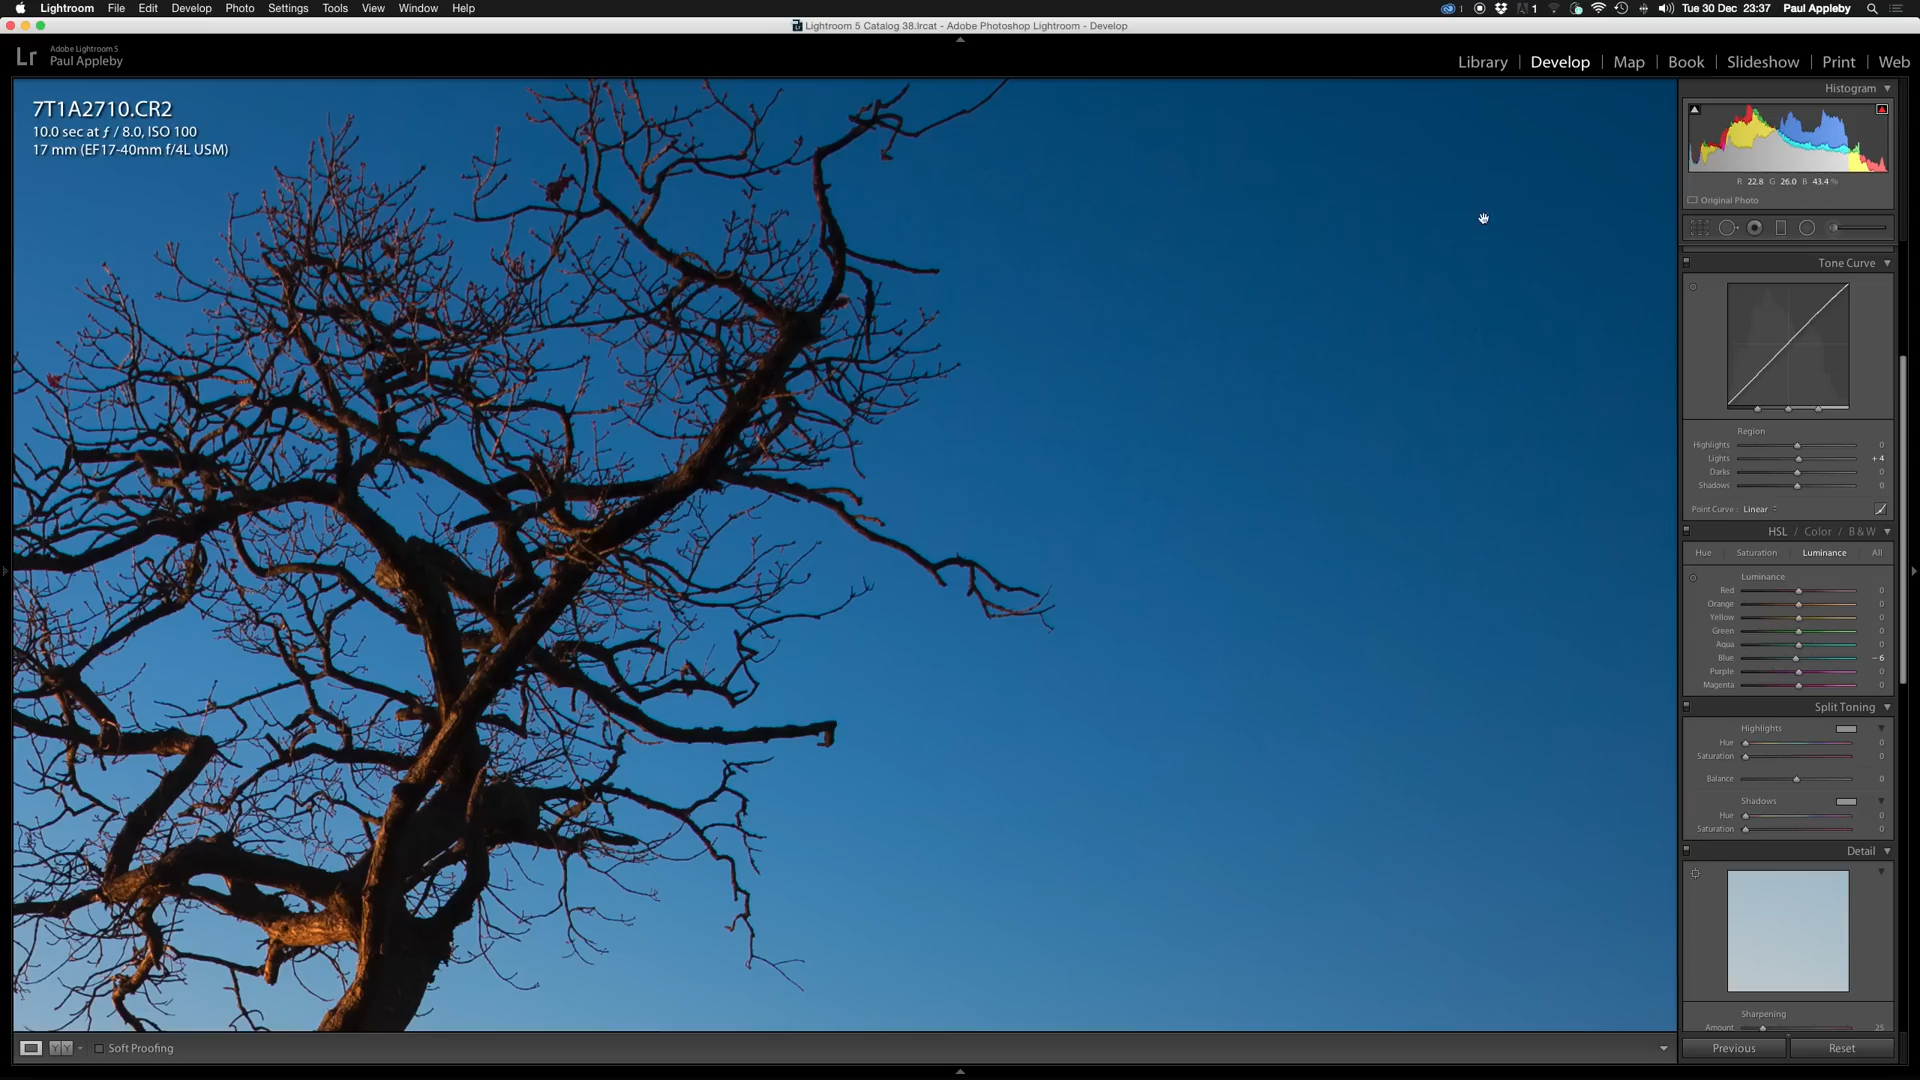 Lightroom File Edit Develop Photo Settings Tools View Window Help 1 1 Tue 30 Dec 23:37 Paul Appleby
Lightroom 5 Catalog 38.lrcat - Adobe Photoshop Lightroom - Develop
Lr Adobe Lightroom 5
Paul Appleby
Library | Develop | Map | Book | Slideshow | Print | Web
7T1A2710.CR2
10.0 sec at ƒ / 8.0, ISO 100
17 mm (EF17-40mm f/4L USM)
Histogram
R 22.8 G 26.0 B 43.4 %
Original Photo
Tone Curve
Region
Highlights 0
Lights + 4
Darks 0
Shadows 0
Point Curve : Linear
HSL / Color / B & W
Hue Saturation Luminance All
Luminance
Red 0
Orange 0
Yellow 0
Green 0
Aqua 0
Blue - 6
Purple 0
Magenta 0
Split Toning
Highlights
Hue 0
Saturation 0
Balance 0
Shadows
Hue 0
Saturation 0
Detail
Sharpening
Amount 25
Y Y Soft Proofing
Previous Reset